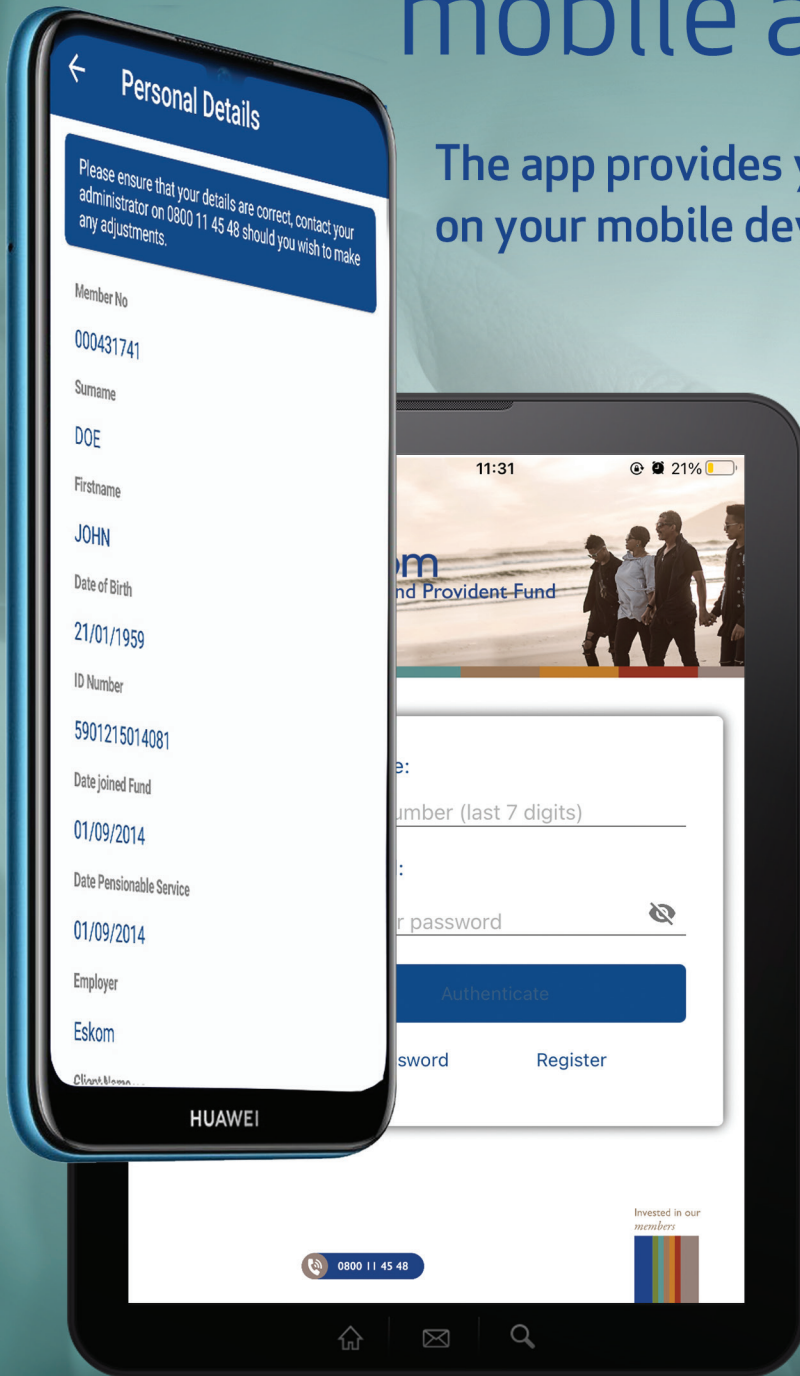 mobile a
The app provides y
on your mobile dev
Personal Details
Please ensure that your details are correct, contact your
administrator on 0800 11 45 48 should you wish to make
any adjustments.
Member No
000431741
Surname
DOE
Firstname
JOHN
Date of Birth
21/01/1959
ID Number
5901215014081
Date joined Fund
01/09/2014
Date Pensionable Service
01/09/2014
Employer
Eskom
Client Name
HUAWEI
11:31
21%
om
nd Provident Fund
e:
umber (last 7 digits)
:
r password
Authenticate
sword
Register
Invested in our
members
0800 11 45 48